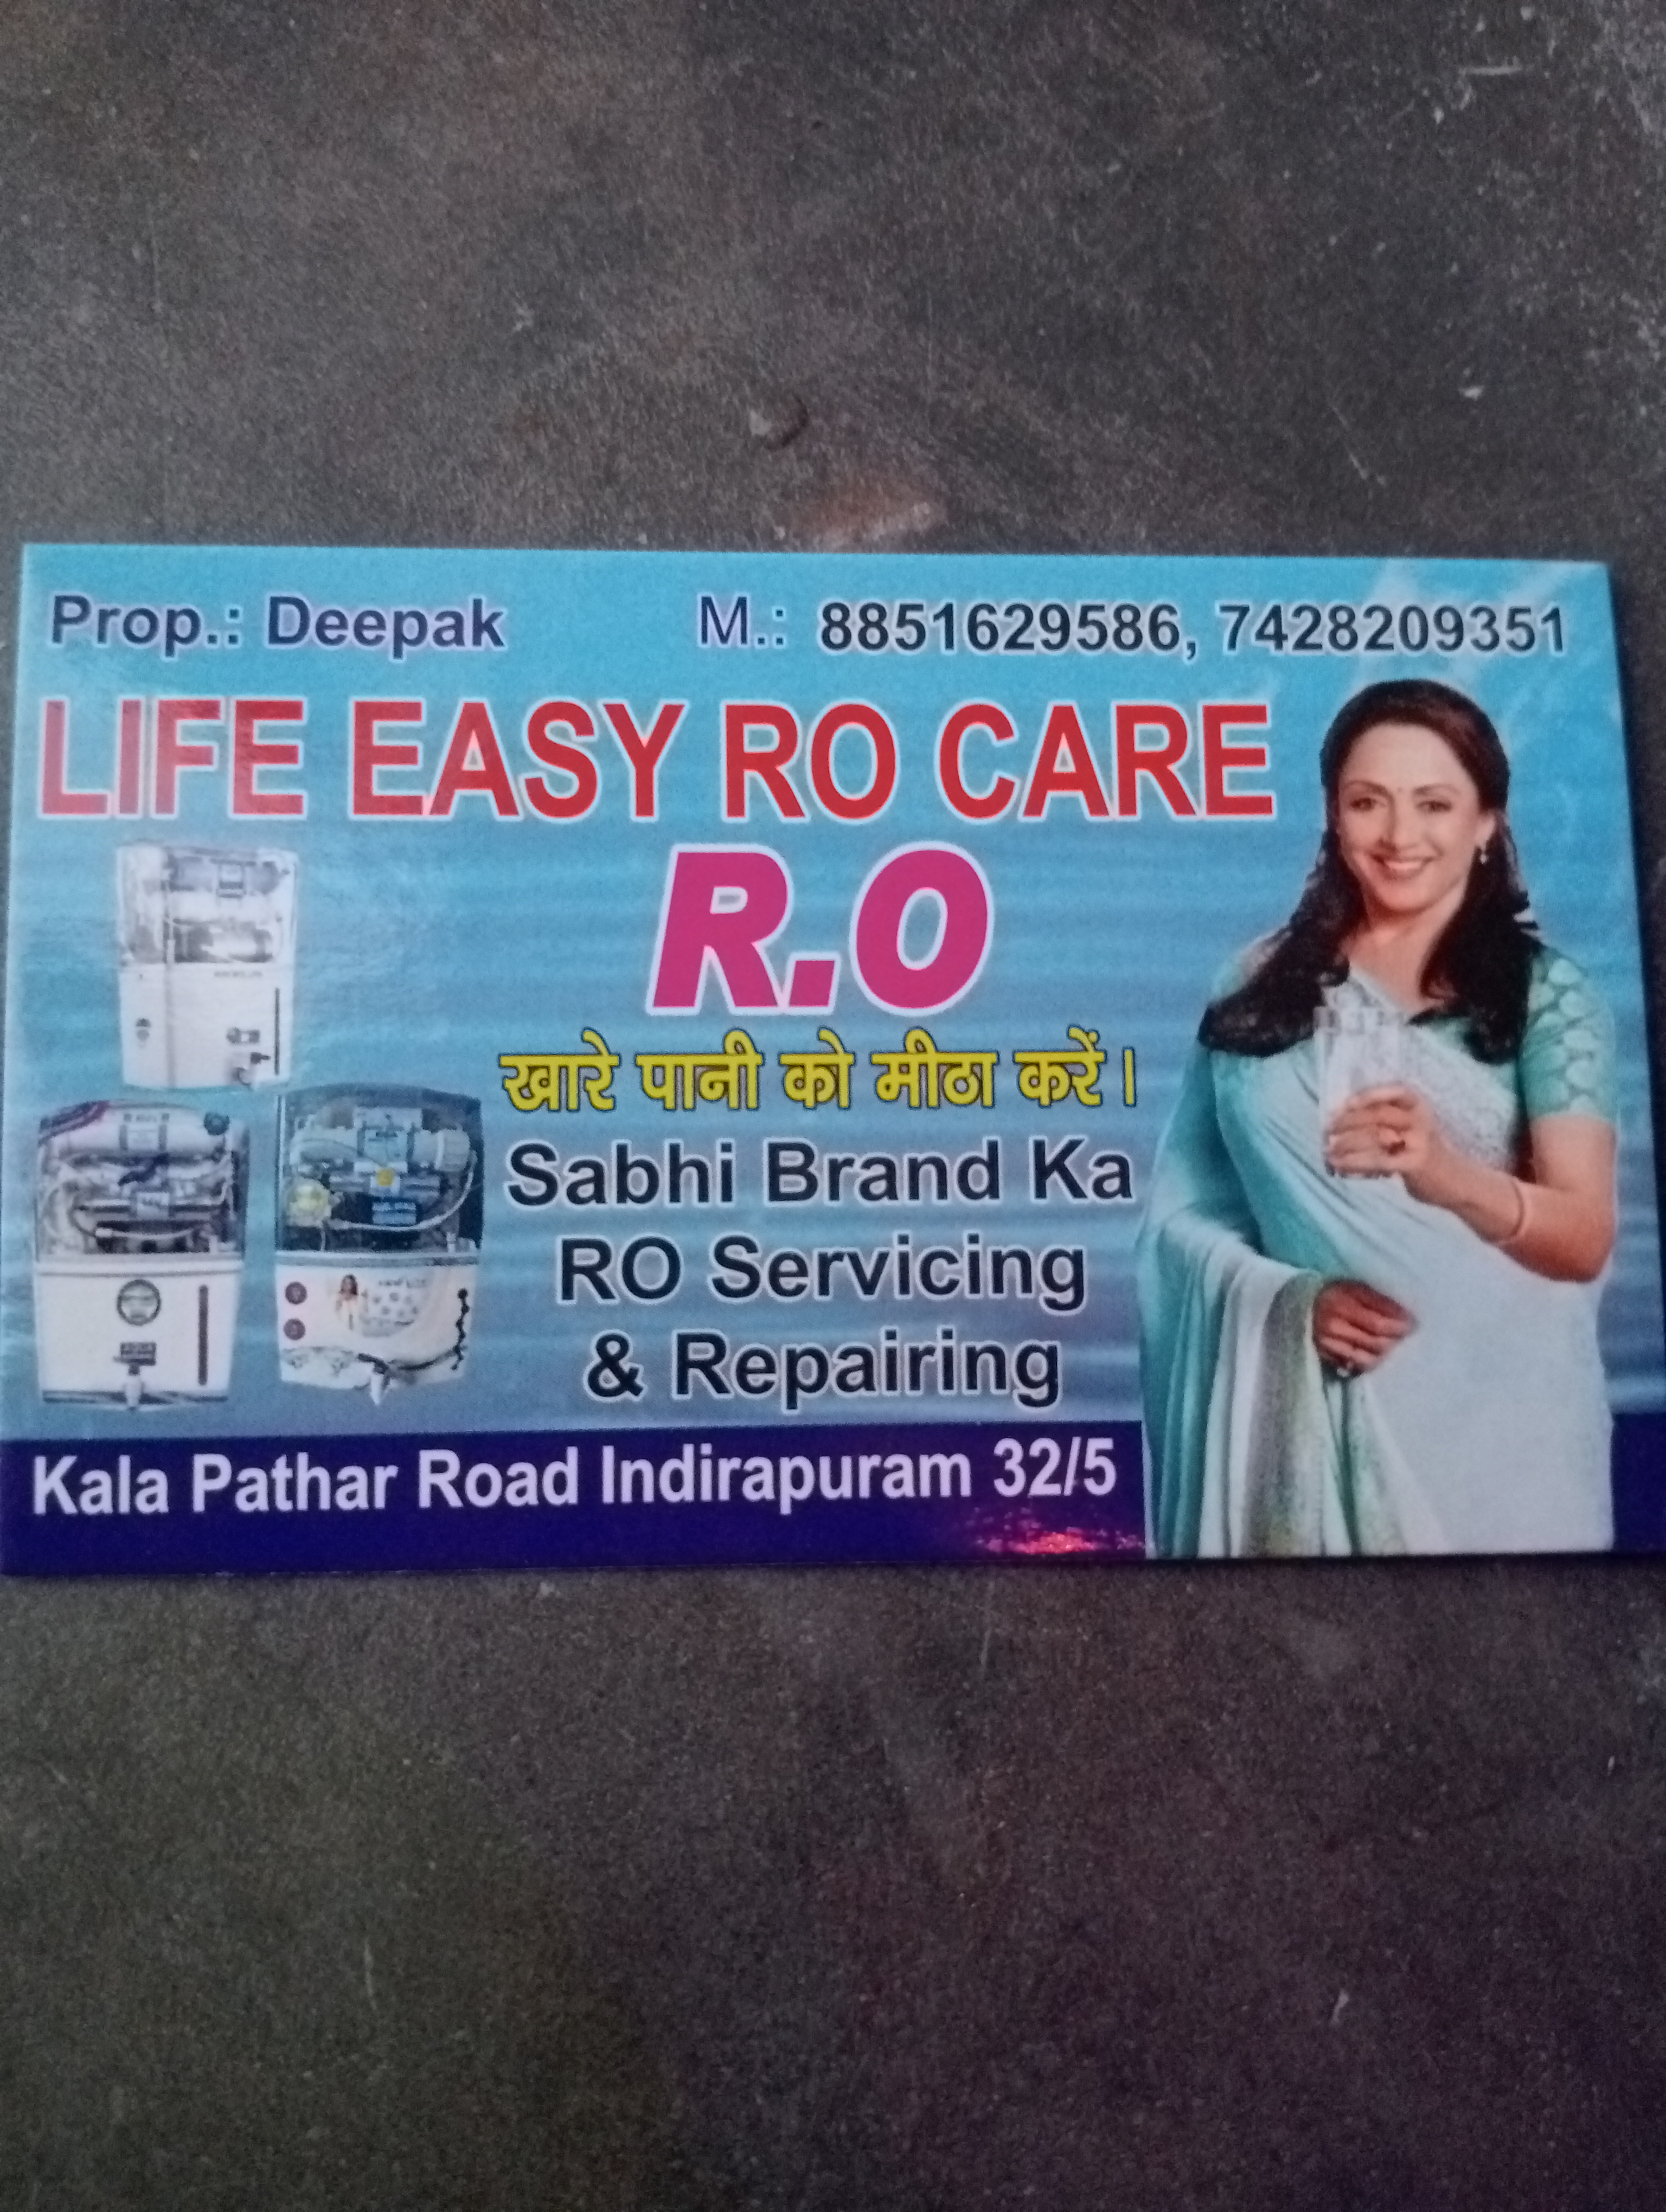 Prop.: Deepak M.: 8851629586, 7428209351
LIFE EASY RO CARE
R.O
खारे पानी को मीठा करें।
Sabhi Brand Ka
RO Servicing
& Repairing
Kala Pathar Road Indirapuram 32/5